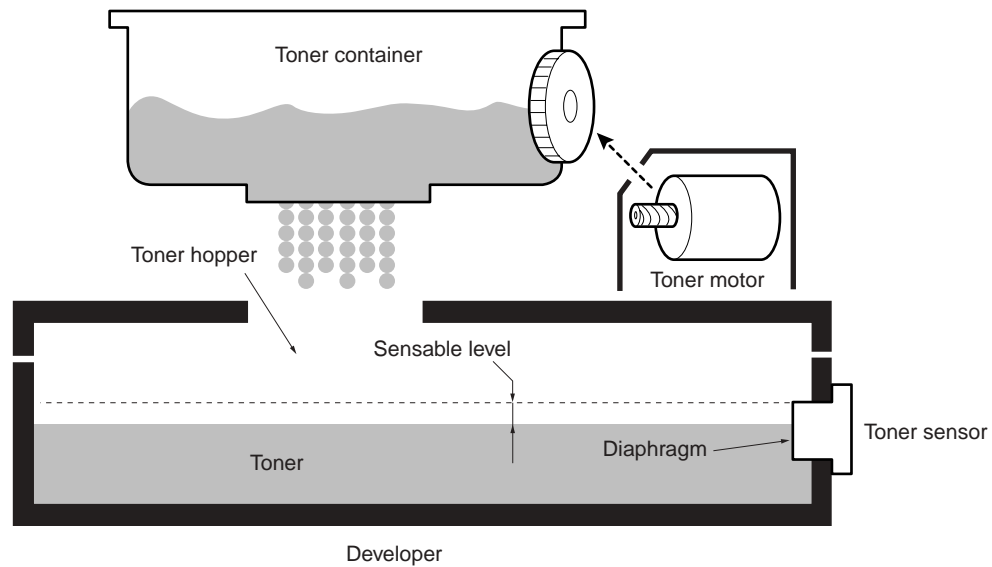 Toner container
Toner hopper
Toner motor
Sensable level
Toner sensor
Diaphragm
Toner
Developer